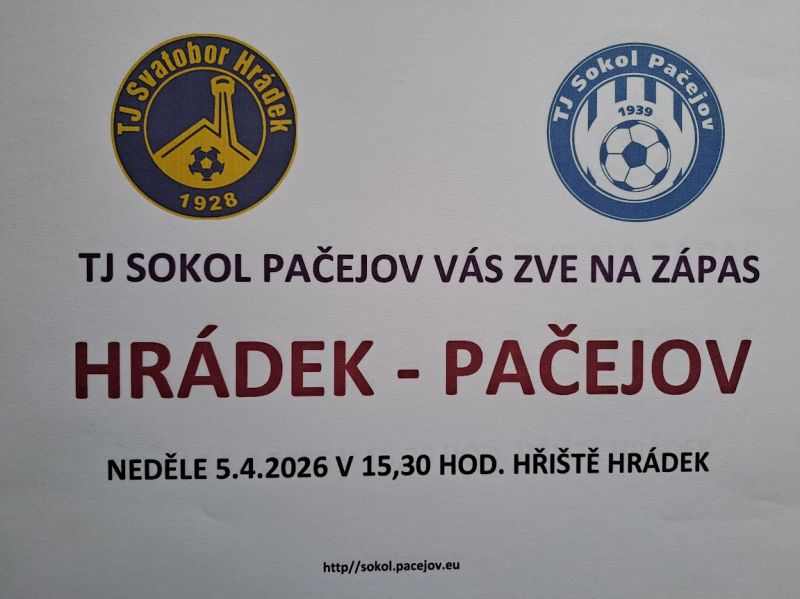 TJ Svatobor Hrádek
1928
TJ Sokol Pačejov
1939
TJ SOKOL PAČEJOV VÁS ZVE NA ZÁPAS
HRÁDEK - PAČEJOV
NEDĚLE 5.4.2026 V 15,30 HOD. HŘIŠTĚ HRÁDEK
http//sokol.pacejov.eu